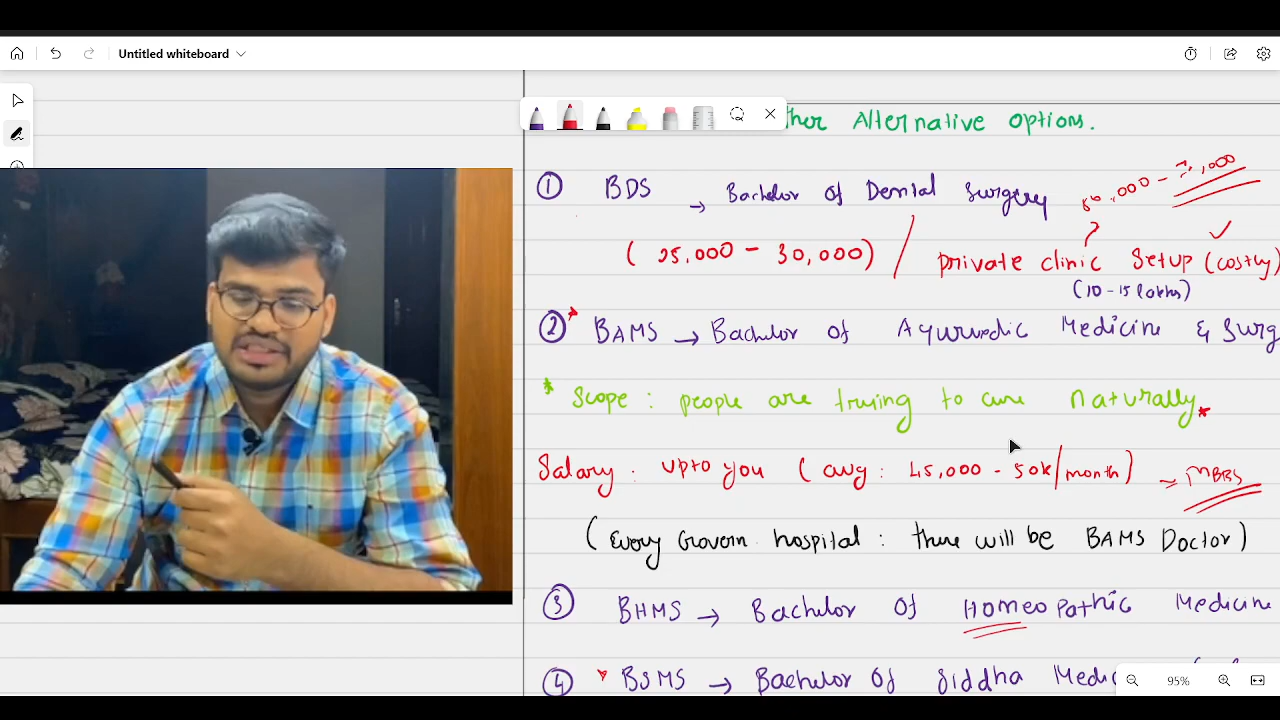 Untitled whiteboard
Alternative Options.
① BDS → Bachelor of Dental Surgery
(25,000 - 30,000) / private clinic Setup (costly)
(10-15 lakhs)
② BAMS → Bachelor of Ayurvedic Medicine & Surg
* Scope : people are trying to cure naturally *
Salary : upto you (avg : 45,000 - 50k/month) ≈ MBBS
(Every Govern hospital : there will be BAMS Doctor)
③ BHMS → Bachelor of Homeopathic Medicine
④ BSMS → Bachelor of Siddha
95%